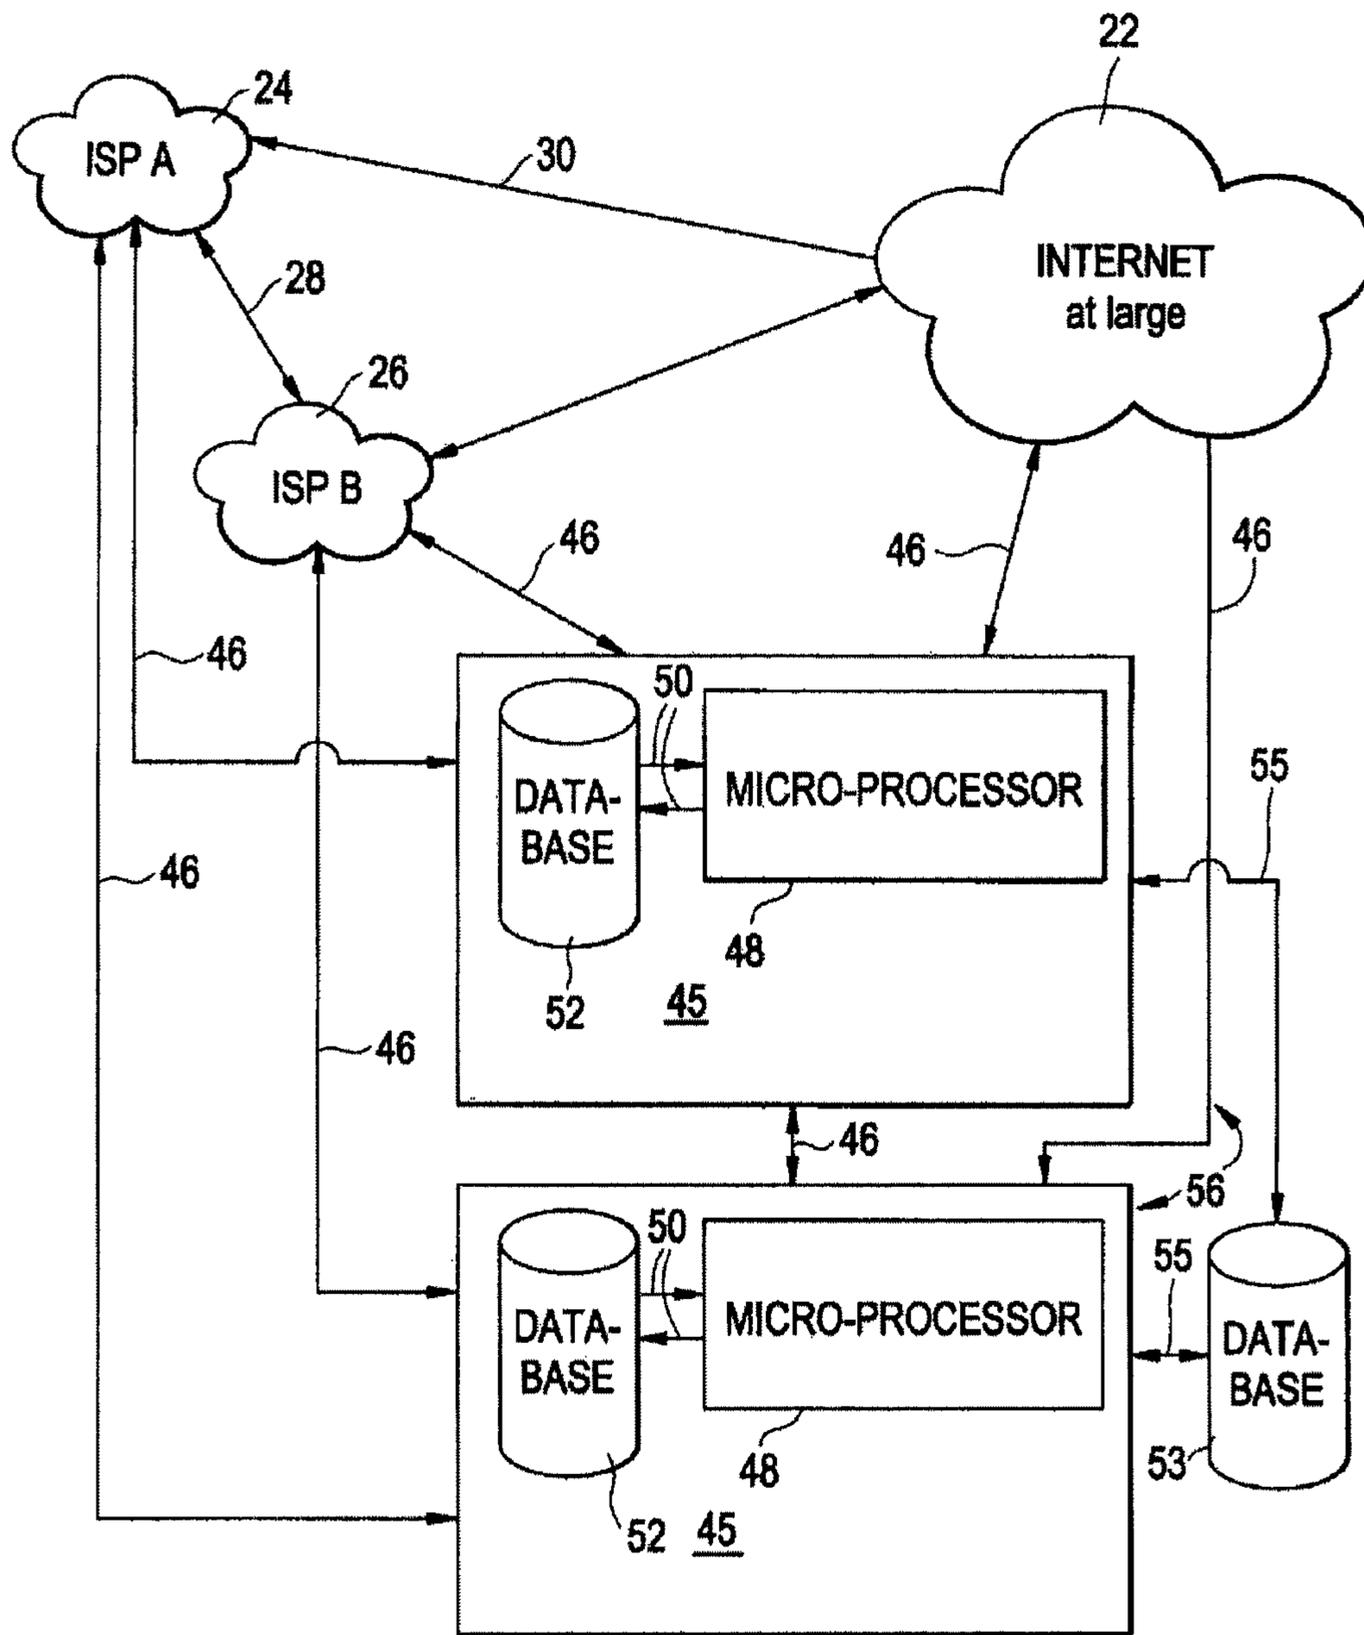 22
24
ISP A
30
INTERNET
at large
28
26
ISP B
46
46
46
46
50
DATA-
BASE
MICRO-PROCESSOR
55
46
48
52
45
46
46
56
50
DATA-
BASE
MICRO-PROCESSOR
55
DATA-
BASE
48
53
52
45